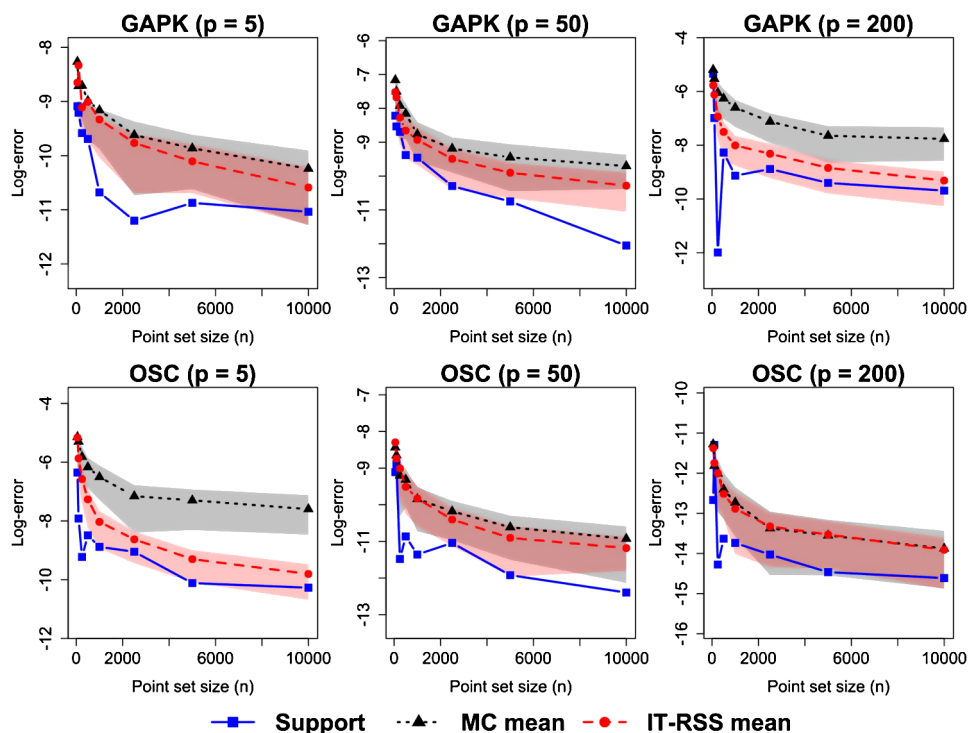 GAPK (p = 5)
GAPK (p = 50)
GAPK (p = 200)
Log-error
-8
-9
-10
-11
-12
0
2000
6000
10000
Point set size (n)
Log-error
-6
-7
-8
-9
-11
-13
0
2000
6000
10000
Point set size (n)
Log-error
-4
-6
-8
-10
-12
0
2000
6000
10000
Point set size (n)
OSC (p = 5)
OSC (p = 50)
OSC (p = 200)
Log-error
-4
-6
-8
-10
-12
0
2000
6000
10000
Point set size (n)
Log-error
-7
-8
-9
-11
-13
0
2000
6000
10000
Point set size (n)
Log-error
-10
-11
-12
-13
-14
-15
-16
0
2000
6000
10000
Point set size (n)
Support
MC mean
IT-RSS mean